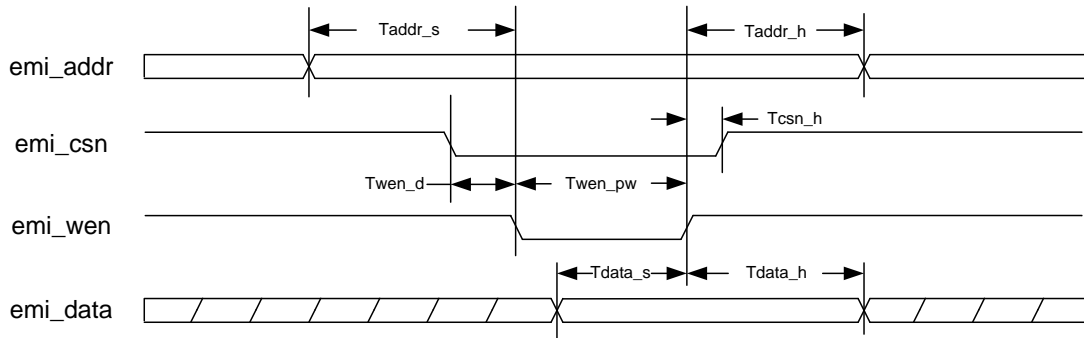 Taddr_s
Taddr_h
emi_addr
Tcsn_h
emi_csn
Twen_d
Twen_pw
emi_wen
Tdata_s
Tdata_h
emi_data